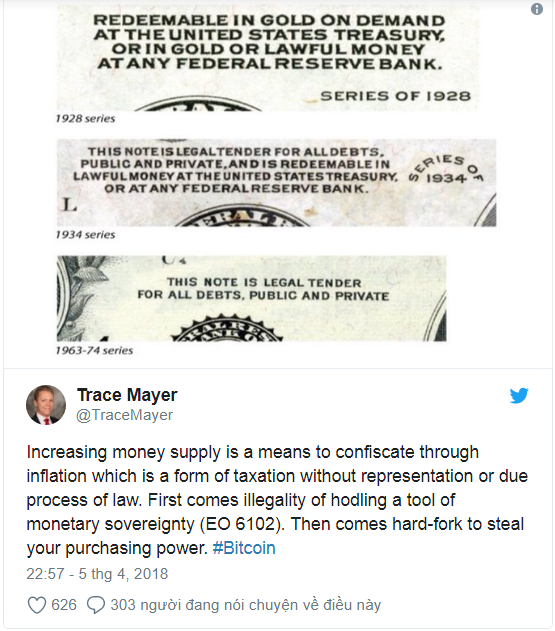 REDEEMABLE IN GOLD ON DEMAND
AT THE UNITED STATES TREASURY,
OR IN GOLD OR LAWFUL MONEY
AT ANY FEDERAL RESERVE BANK.
SERIES OF 1928
1928 series
THIS NOTE IS LEGAL TENDER FOR ALL DEBTS,
PUBLIC AND PRIVATE, AND IS REDEEMABLE IN
LAWFUL MONEY AT THE UNITED STATES TREASURY,
OR AT ANY FEDERAL RESERVE BANK.
SERIES OF
1934
L
1934 series
THIS NOTE IS LEGAL TENDER
FOR ALL DEBTS, PUBLIC AND PRIVATE
1963-74 series
Trace Mayer
@TraceMayer
Increasing money supply is a means to confiscate through
inflation which is a form of taxation without representation or due
process of law. First comes illegality of hodling a tool of
monetary sovereignty (EO 6102). Then comes hard-fork to steal
your purchasing power. #Bitcoin
22:57 - 5 thg 4, 2018
626 303 người đang nói chuyện về điều này